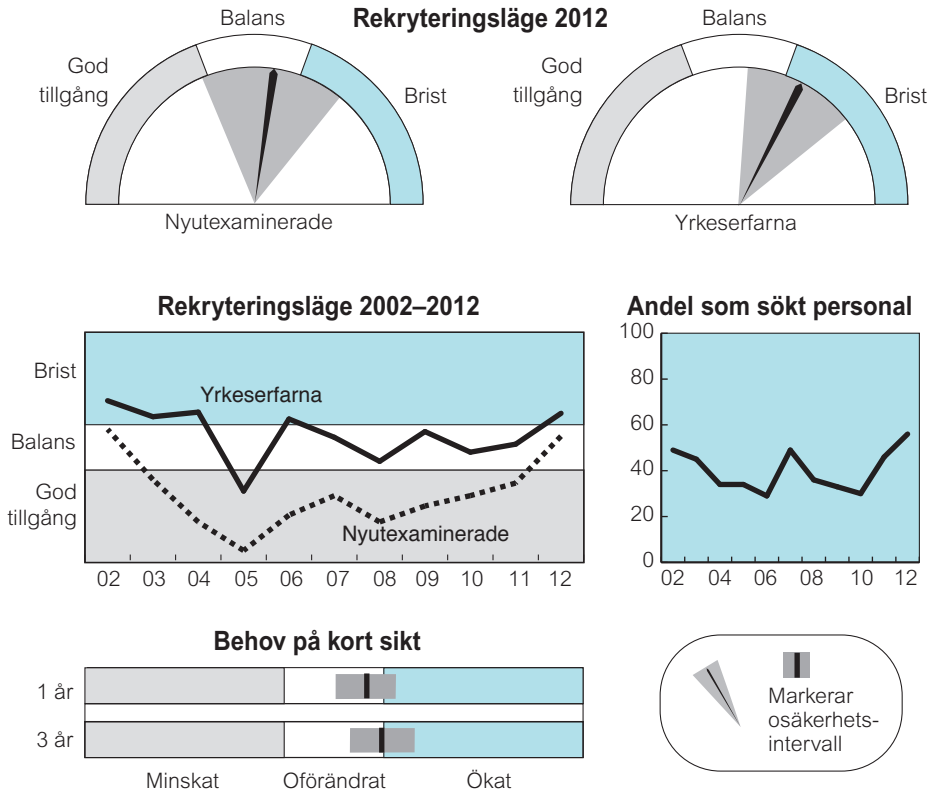 Rekryteringsläge 2012
Balans
God
tillgång
Brist
Nyutexaminerade
Balans
God
tillgång
Brist
Yrkeserfarna
Rekryteringsläge 2002–2012
Brist
Balans
God
tillgång
Yrkeserfarna
Nyutexaminerade
02 03 04 05 06 07 08 09 10 11 12
Andel som sökt personal
100
80
60
40
20
0
02 04 06 08 10 12
Behov på kort sikt
1 år
3 år
Minskat Oförändrat Ökat
Markerar
osäkerhets-
intervall